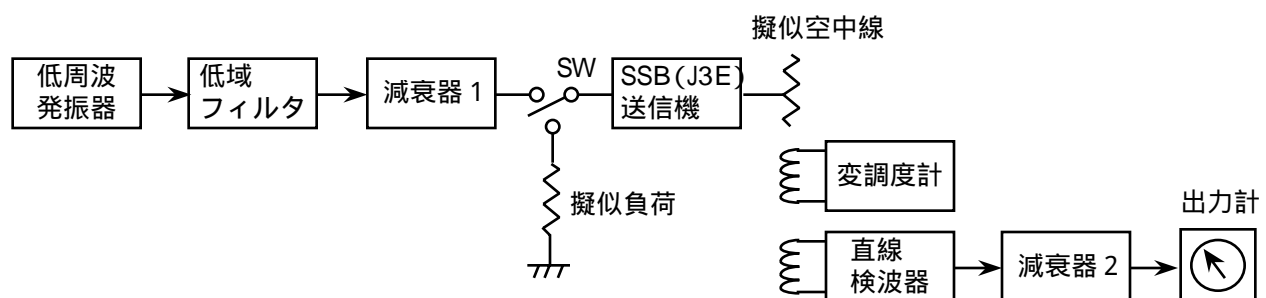 擬似空中線
低周波
発振器
低域
フィルタ
減衰器 1
SW
SSB(J3E)
送信機
擬似負荷
変調度計
直線
検波器
減衰器 2
出力計